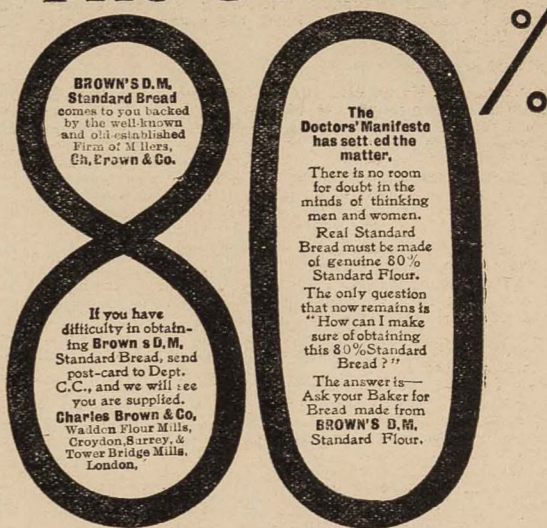 80%
BROWN'S D.M.
Standard Bread
comes to you backed
by the well-known
and old-established
Firm of M llers,
Ch. Brown & Co.
If you have
difficulty in obtain-
ing Brown s D.M.
Standard Bread, send
post-card to Dept.
C.C., and we will see
you are supplied.
Charles Brown & Co,
Waddon Flour Mills,
Croydon, Surrey, &
Tower Bridge Mills,
London,
The
Doctors' Manifesto
has sett ed the
matter.
There is no room
for doubt in the
minds of thinking
men and women.
Real Standard
Bread must be made
of genuine 80%
Standard Flour.
The only question
that now remains is
"How can I make
sure of obtaining
this 80% Standard
Bread?"
The answer is—
Ask your Baker for
Bread made from
BROWN'S D.M.
Standard Flour.